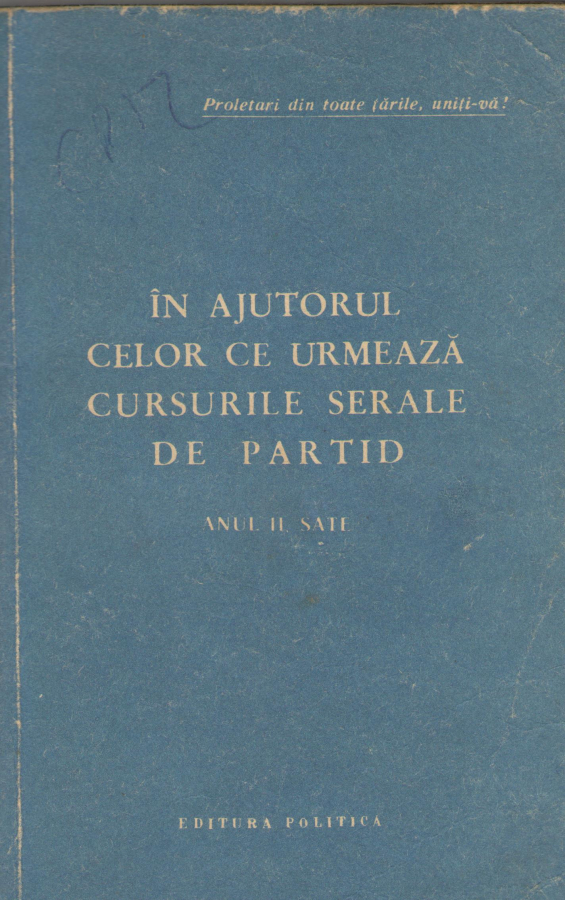 Proletari din toate țările, uniți-vă!
ÎN AJUTORUL
CELOR CE URMEAZĂ
CURSURILE SERALE
DE PARTID
ANUL II, SATE
EDITURA POLITICA